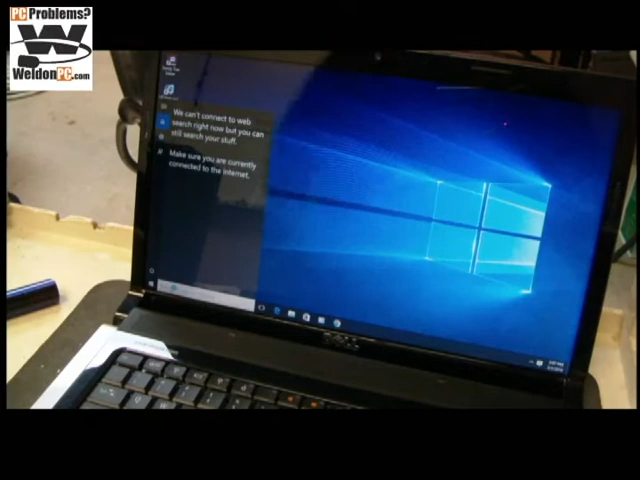 PC Problems?
W
WeldonPC.com
We can't connect to web
search right now but you can
still search your stuff.
Make sure you are currently
connected to the internet.
DELL